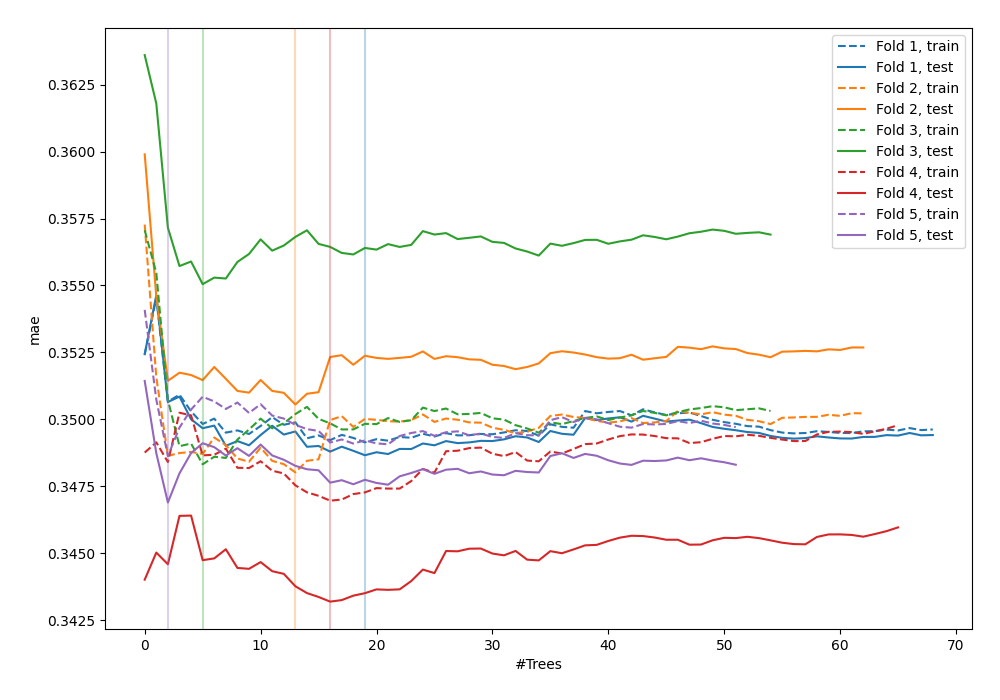 0.3625
0.3600
0.3575
0.3550
0.3525
0.3500
0.3475
0.3450
0.3425
mae
0 10 20 30 40 50 60 70
#Trees
Fold 1, train
Fold 1, test
Fold 2, train
Fold 2, test
Fold 3, train
Fold 3, test
Fold 4, train
Fold 4, test
Fold 5, train
Fold 5, test